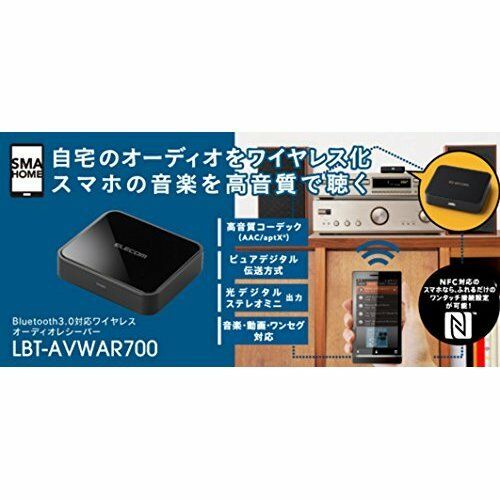 SMA
HOME
自宅のオーディオをワイヤレス化
スマホの音楽を高音質で聴く
ELECOM
高音質コーデック
(AAC/aptX®)
ピュアデジタル
伝送方式
光デジタル
ステレオミニ 出力
音楽・動画・ワンセグ
対応
Bluetooth3.0対応ワイヤレス
オーディオレシーバー
LBT-AVWAR700
NFC対応の
スマホなら、ふれるだけの
ワンタッチ接続設定
が可能!